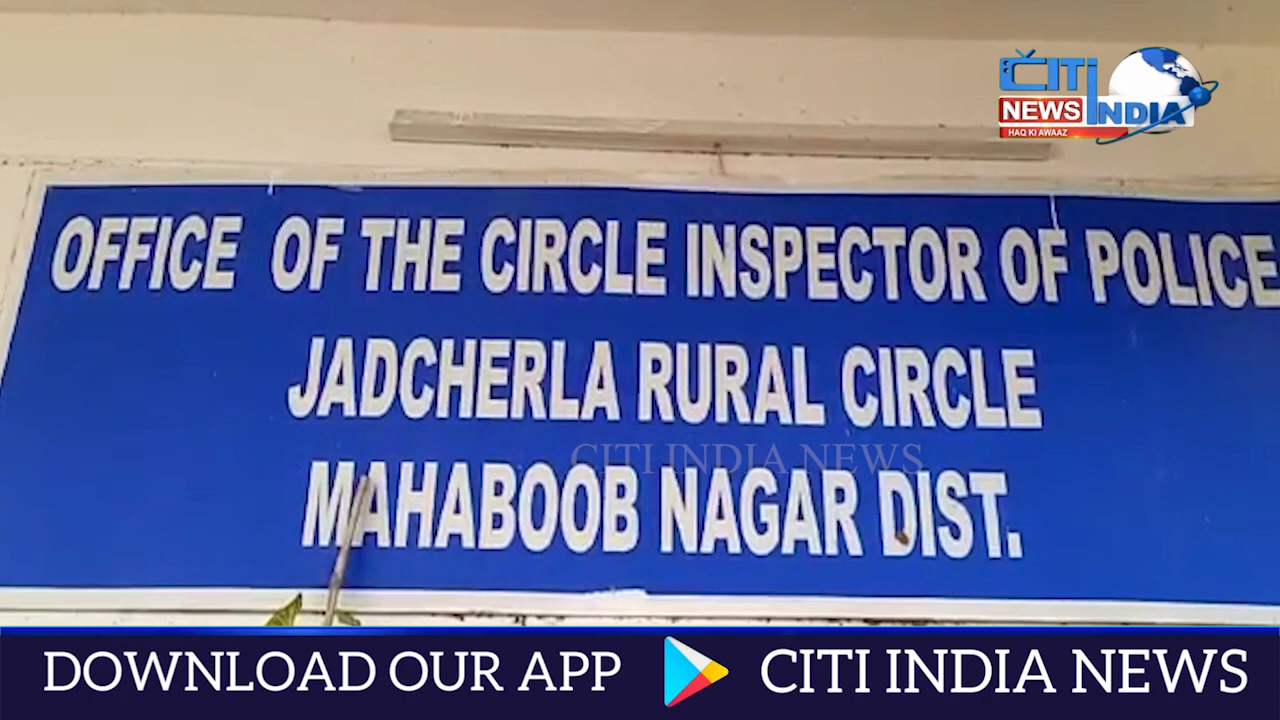 CITI
NEWS INDIA
HAQ KI AWAAZ
OFFICE OF THE CIRCLE INSPECTOR OF POLICE
JADCHERLA RURAL CIRCLE
CITI INDIA NEWS
MAHABOOB NAGAR DIST.
DOWNLOAD OUR APP CITI INDIA NEWS